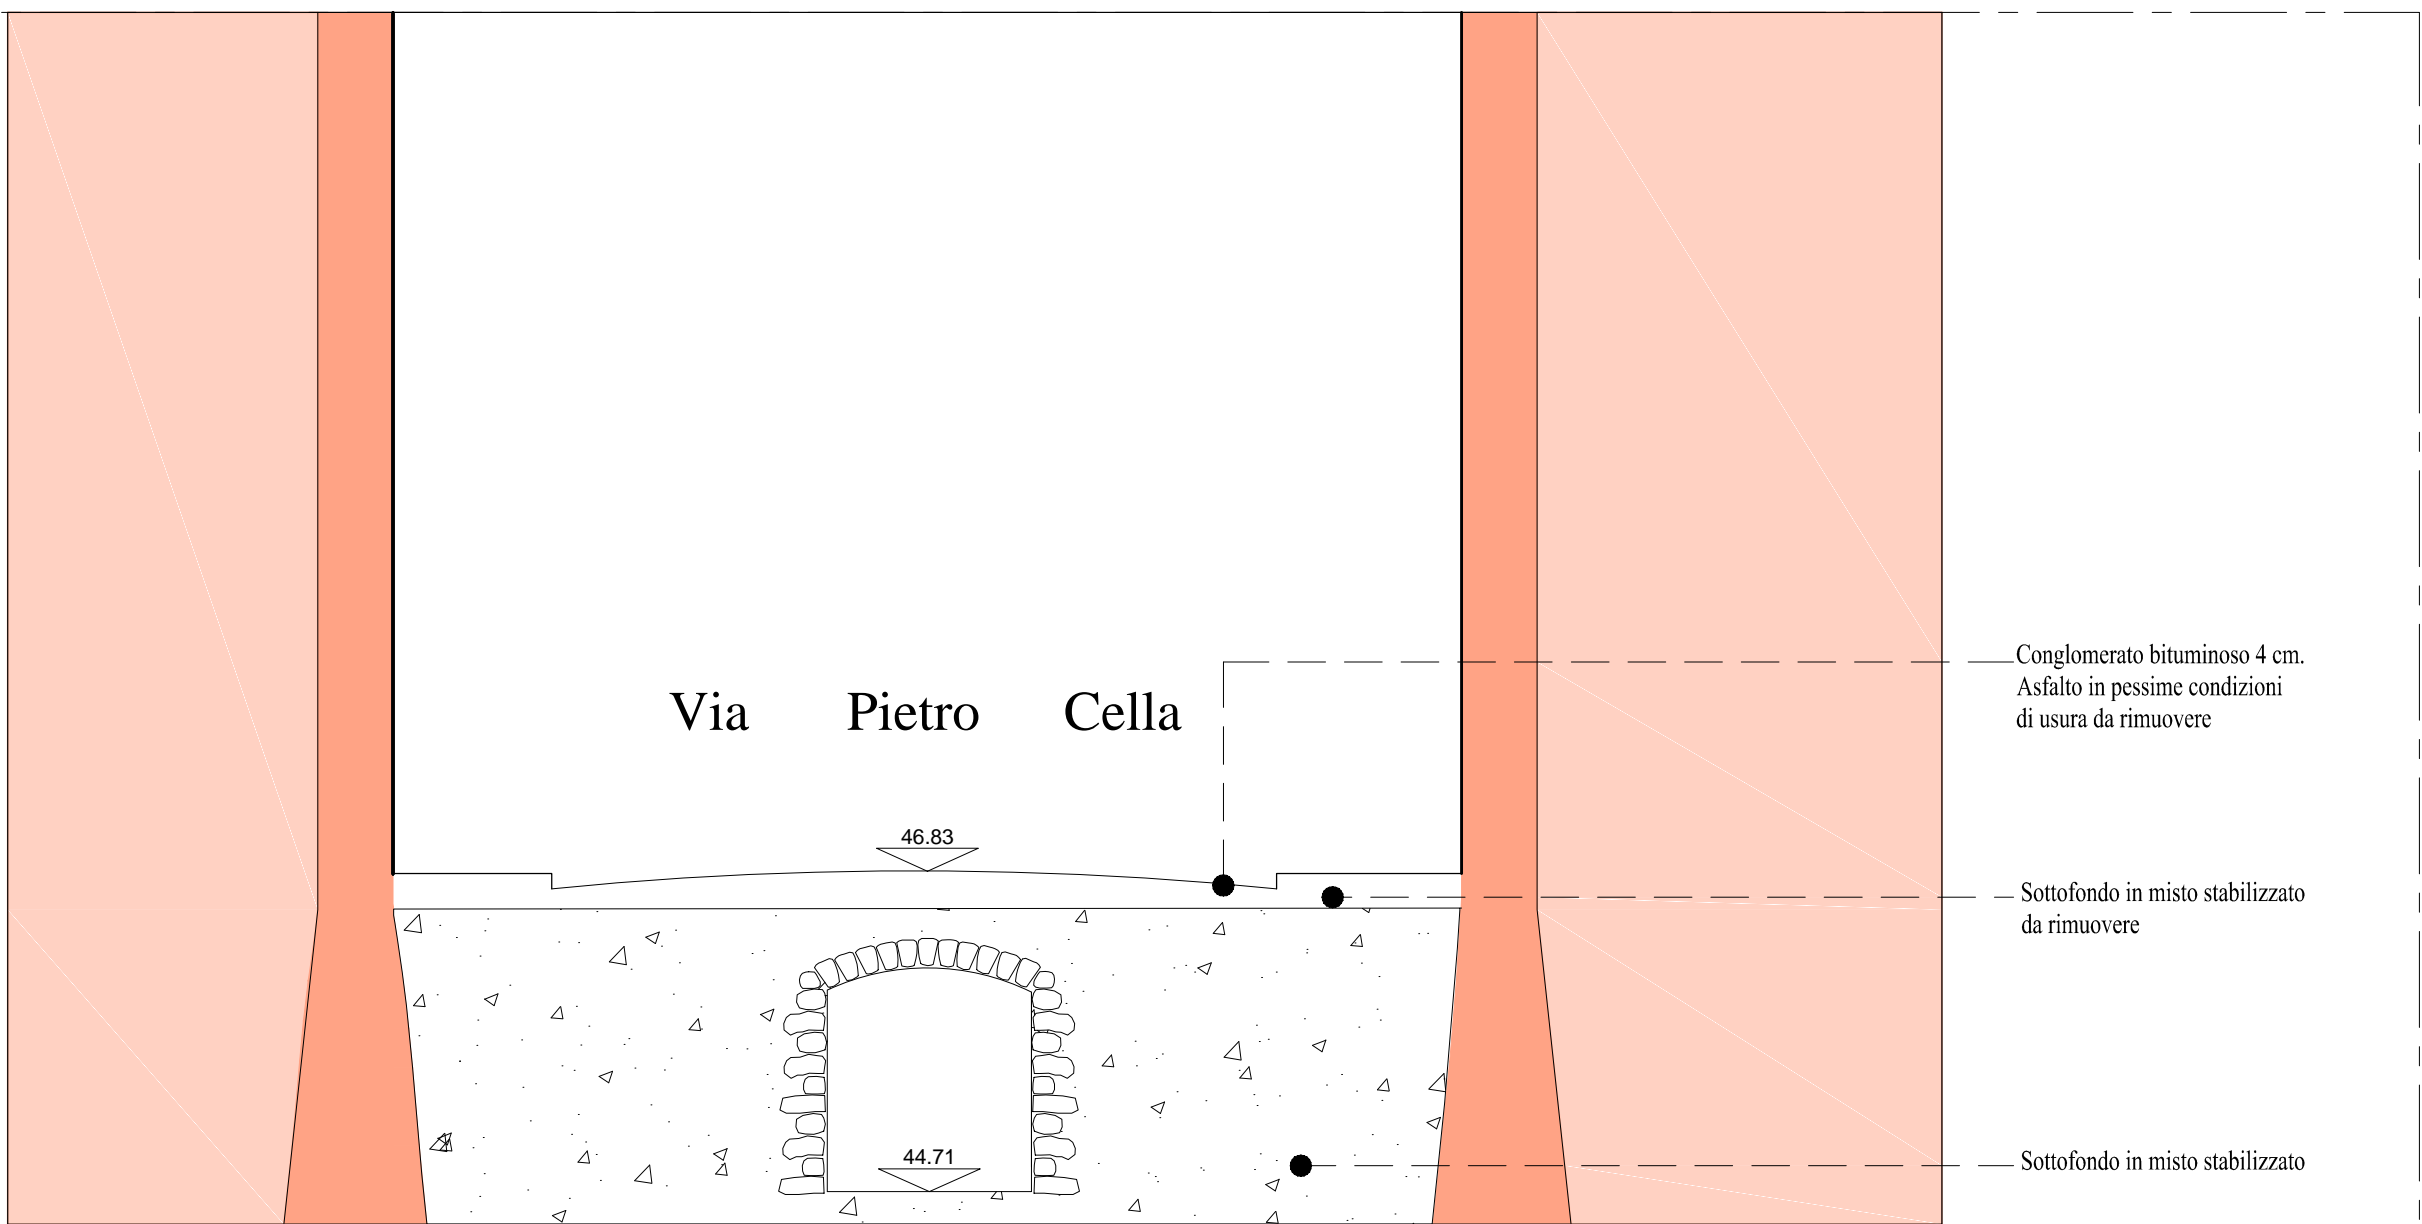 Conglomerato bituminoso 4 cm.
Asfalto in pessime condizioni
di usura da rimuovere
Via Pietro Cella
46.83
Sottofondo in misto stabilizzato
da rimuovere
44.71
Sottofondo in misto stabilizzato